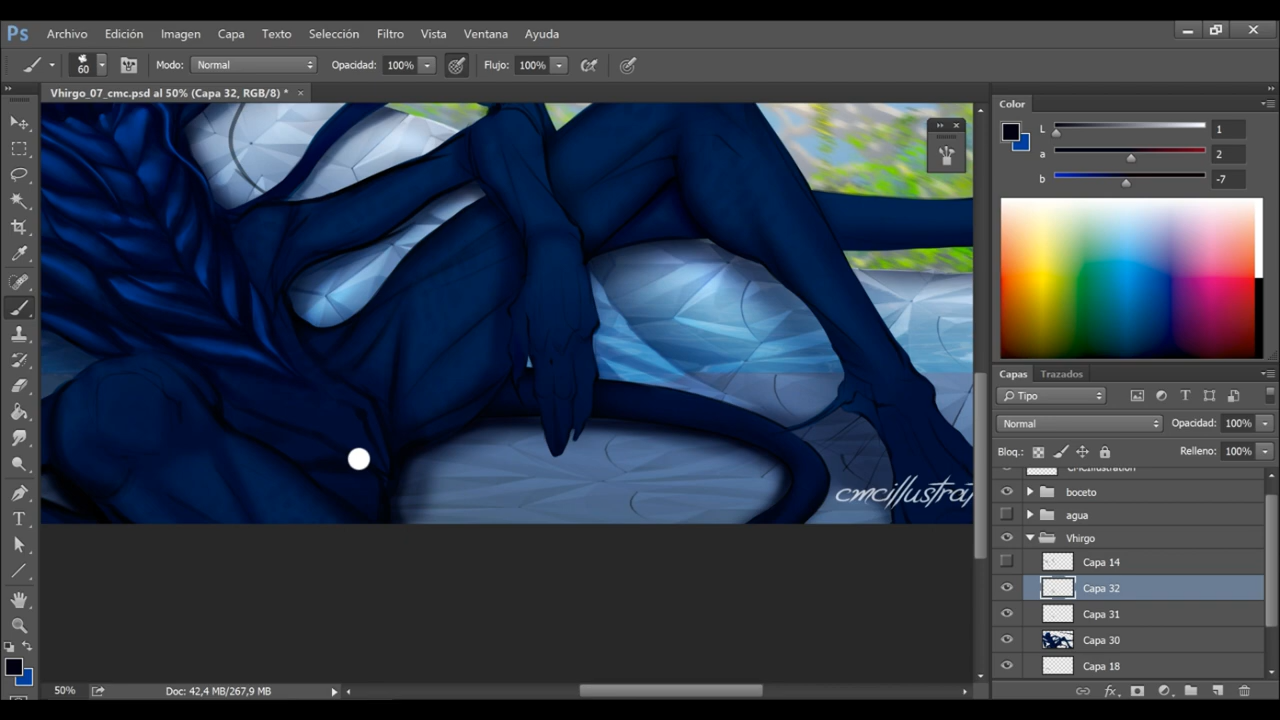 Ps Archivo Edición Imagen Capa Texto Selección Filtro Vista Ventana Ayuda
60 Modo: Normal Opacidad: 100% Flujo: 100%
Vhirgo_07_cmc.psd al 50% (Capa 32, RGB/8) * ×
Color
L 1
a 2
b -7
Capas Trazados
Tipo
Normal Opacidad: 100%
Bloq.: Relleno: 100%
CMCillustration
boceto
agua
Vhirgo
Capa 14
Capa 32
Capa 31
Capa 30
Capa 18
fx
cmcillustra
50% Doc: 42,4 MB/267,9 MB